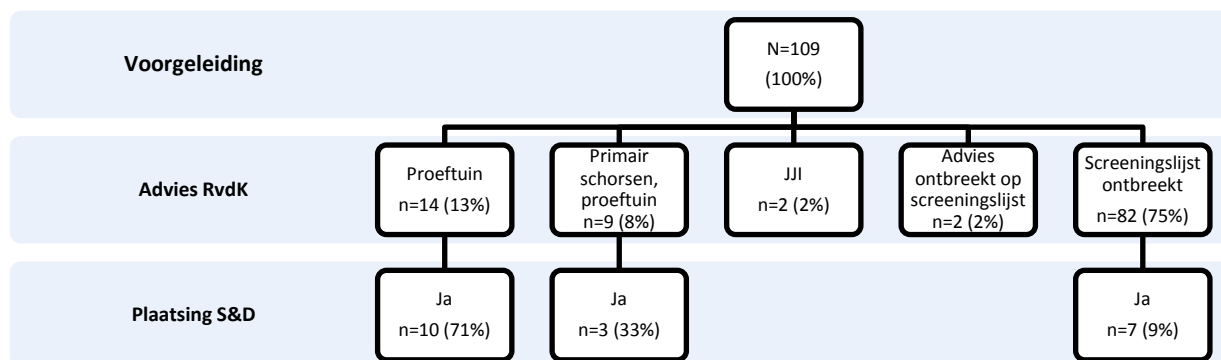 Voorgeleiding
N=109
(100%)
Advies RvdK
Proeftuin
n=14 (13%)
Primair
schorsen,
proeftuin
n=9 (8%)
JJI
n=2 (2%)
Advies
ontbreekt op
screeningslijst
n=2 (2%)
Screeningslijst
ontbreekt
n=82 (75%)
Plaatsing S&D
Ja
n=10 (71%)
Ja
n=3 (33%)
Ja
n=7 (9%)